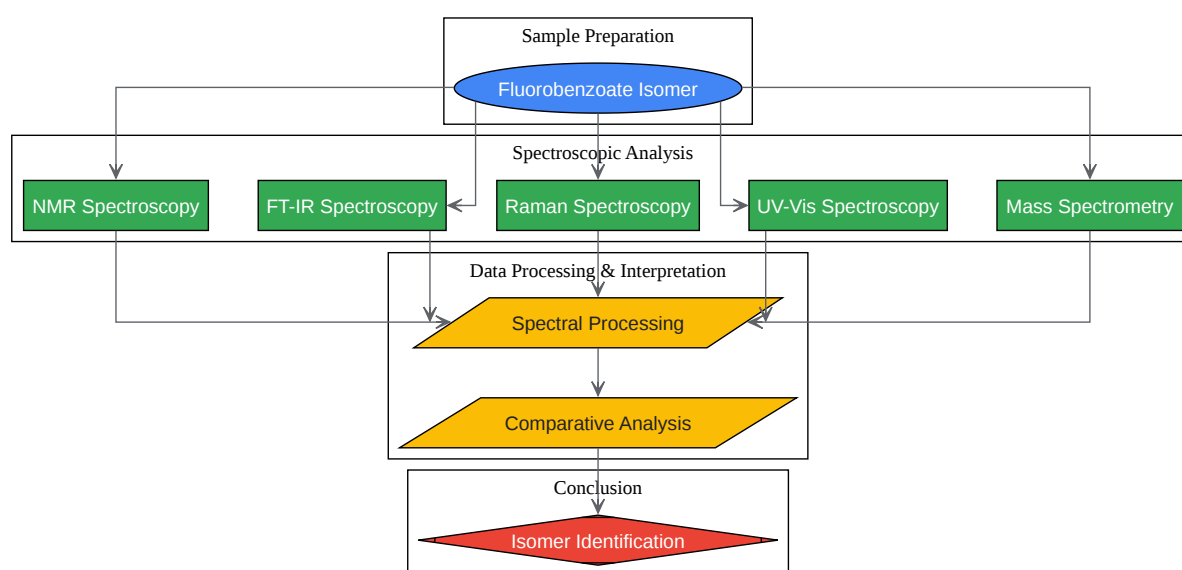 Sample Preparation
Fluorobenzoate Isomer
Spectroscopic Analysis
NMR Spectroscopy
FT-IR Spectroscopy
Raman Spectroscopy
UV-Vis Spectroscopy
Mass Spectrometry
Data Processing & Interpretation
Spectral Processing
Comparative Analysis
Conclusion
Isomer Identification